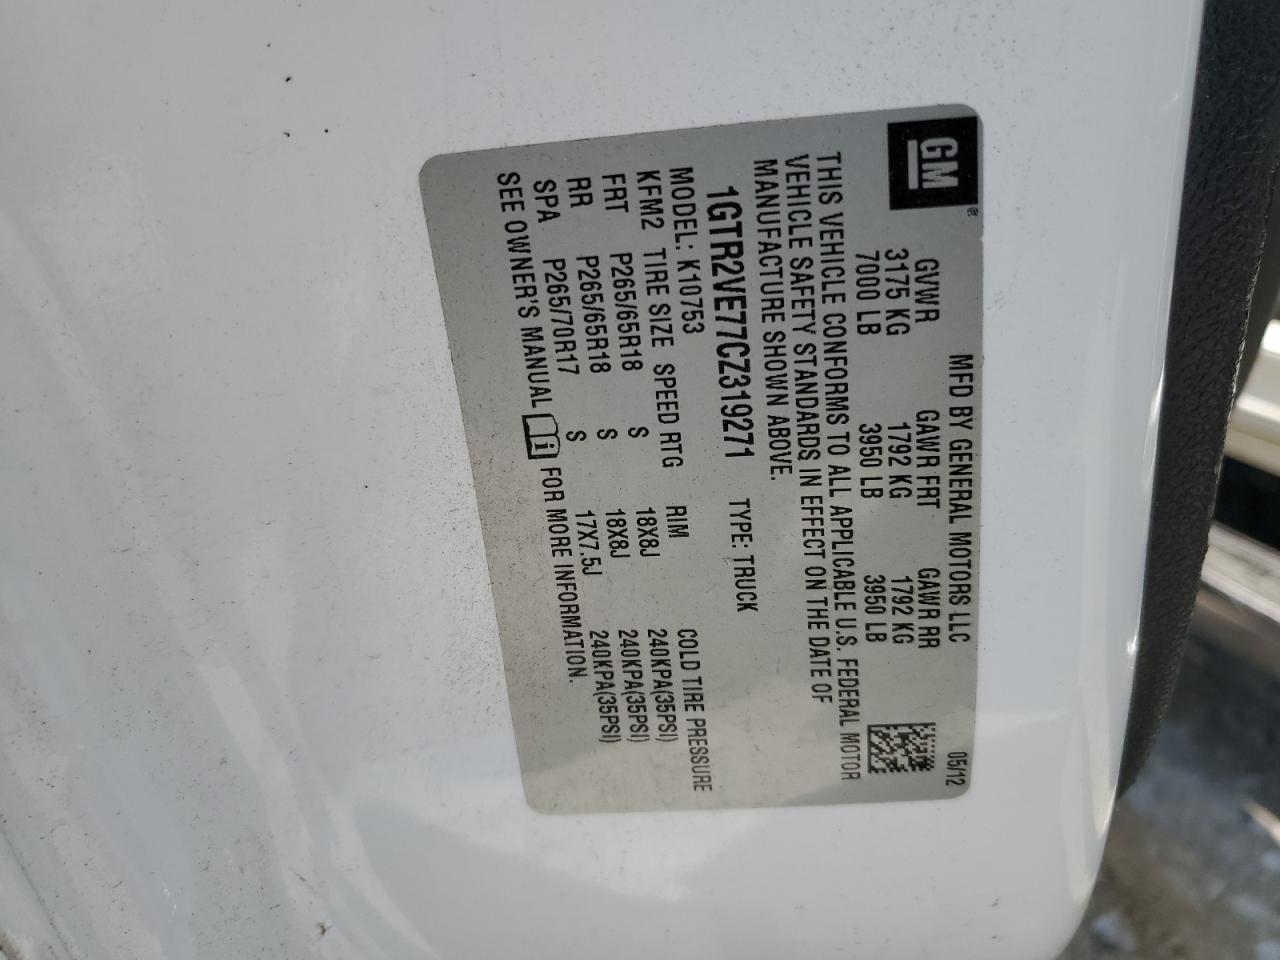 GM
MFD BY GENERAL MOTORS LLC 05/12
GVWR GAWR FRT GAWR RR
3175 KG 1792 KG 1792 KG
7000 LB 3950 LB 3950 LB
THIS VEHICLE CONFORMS TO ALL APPLICABLE U.S. FEDERAL MOTOR
VEHICLE SAFETY STANDARDS IN EFFECT ON THE DATE OF
MANUFACTURE SHOWN ABOVE.
1GTR2VE77CZ319271 TYPE: TRUCK
MODEL: K10753
KFM2 TIRE SIZE SPEED RTG RIM COLD TIRE PRESSURE
FRT P265/65R18 S 18X8J 240KPA(35PSI)
RR P265/65R18 S 18X8J 240KPA(35PSI)
SPA P265/70R17 S 17X7.5J 240KPA(35PSI)
SEE OWNER'S MANUAL i FOR MORE INFORMATION.